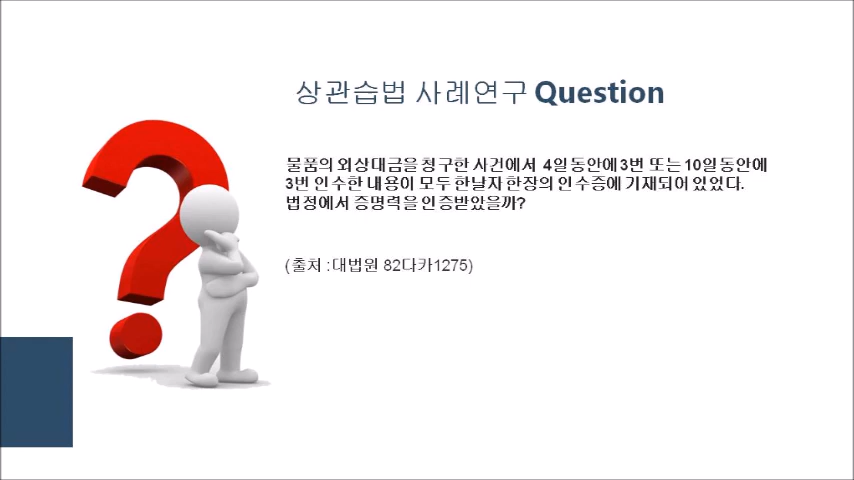 상관습법 사례연구 Question
물품의 외상대금을 청구한 사건에서 4일 동안에 3번 또는 10일 동안에
3번 인수한 내용이 모두 한날자 한장의 인수증에 기재되어 있었다.
법정에서 증명력을 인증받았을까?
(출처 : 대법원 82다카1275)